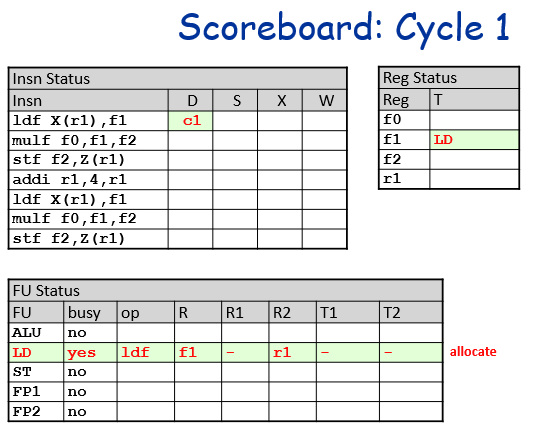 Scoreboard: Cycle 1
Insn Status
Insn D S X W
ldf X(r1),f1 c1
mulf f0,f1,f2
stf f2,Z(r1)
addi r1,4,r1
ldf X(r1),f1
mulf f0,f1,f2
stf f2,Z(r1)
Reg Status
Reg T
f0
f1 LD
f2
r1
FU Status
FU busy op R R1 R2 T1 T2
ALU no
LD yes ldf f1 - r1 - - allocate
ST no
FP1 no
FP2 no